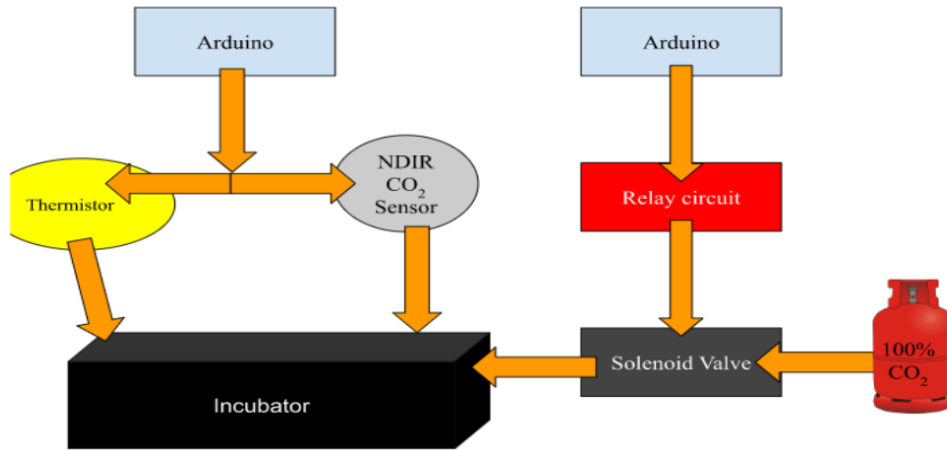 Arduino
Arduino
NDIR
CO₂
Sensor
Thermistor
Relay circuit
Solenoid Valve
100%
CO₂
Incubator